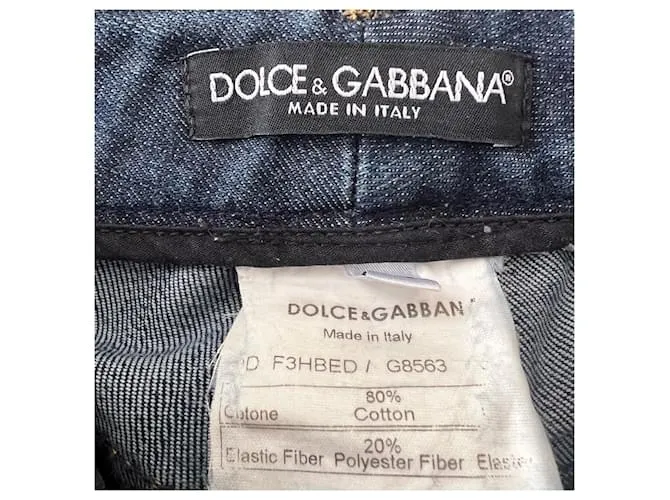 DOLCE & GABBANA®
MADE IN ITALY
DOLCE&GABBAN
Made in Italy
F3HBED / G8563
80%
Cotone Cotton
20%
Elastic Fiber Polyester Fiber Elaste